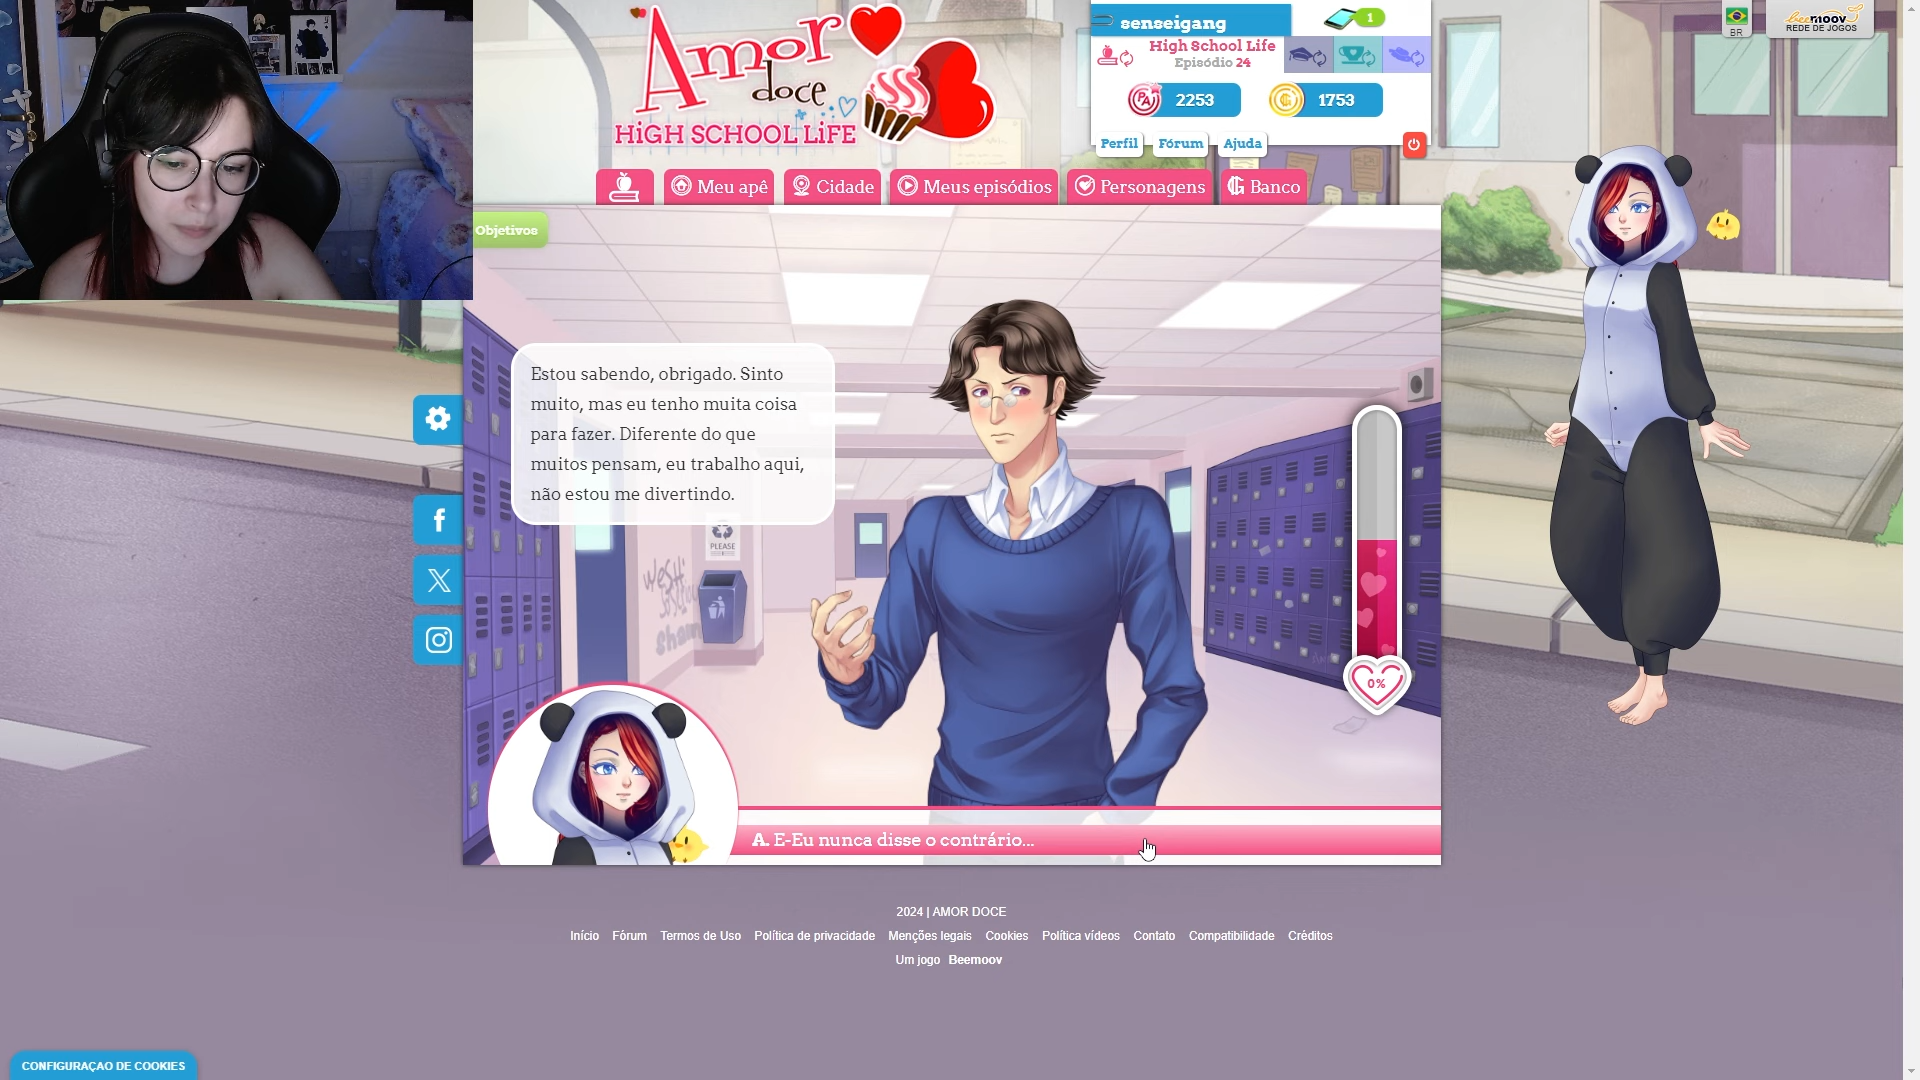 Amor
doce
HiGH SCHOOL LiFE
senseigang
1
High School Life
Episódio 24
2253
1753
Perfil
Fórum
Ajuda
BR
beemoov
REDE DE JOGOS
Meu apê
Cidade
Meus episódios
Personagens
Banco
Objetivos
Estou sabendo, obrigado. Sinto
muito, mas eu tenho muita coisa
para fazer. Diferente do que
muitos pensam, eu trabalho aqui,
não estou me divertindo.
PLEASE
0%
A. E-Eu nunca disse o contrário...
2024 | AMOR DOCE
Início Fórum Termos de Uso Política de privacidade Menções legais Cookies Política vídeos Contato Compatibilidade Créditos
Um jogo Beemoov
CONFIGURAÇAO DE COOKIES